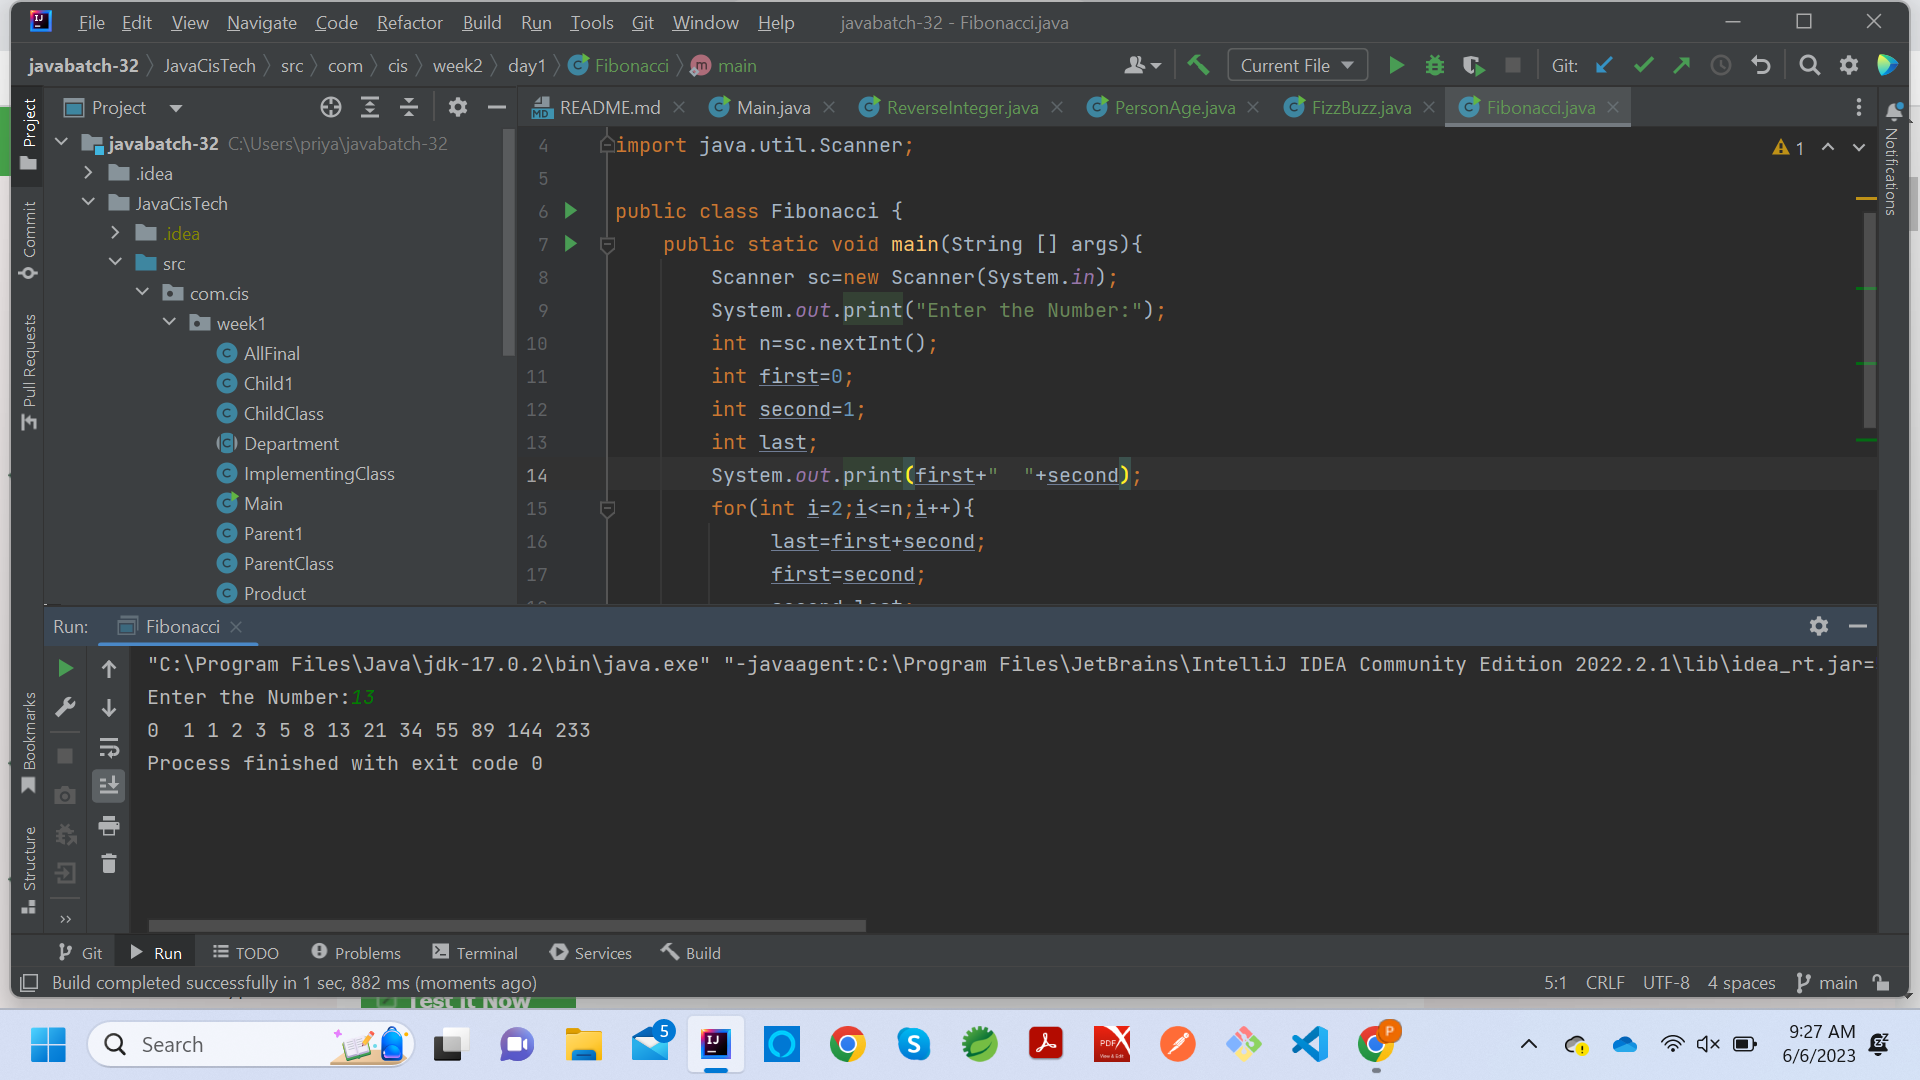 File Edit View Navigate Code Refactor Build Run Tools Git Window Help javabatch-32 - Fibonacci.java
javabatch-32 JavaCisTech src com cis week2 day1 Fibonacci main Current File Git:
Project
README.md Main.java ReverseInteger.java PersonAge.java FizzBuzz.java Fibonacci.java
javabatch-32 C:\Users\priya\javabatch-32
.idea
JavaCisTech
.idea
src
com.cis
week1
AllFinal
Child1
ChildClass
Department
ImplementingClass
Main
Parent1
ParentClass
Product
4 import java.util.Scanner;
5
6 public class Fibonacci {
7 public static void main(String [] args){
8 Scanner sc=new Scanner(System.in);
9 System.out.print("Enter the Number:");
10 int n=sc.nextInt();
11 int first=0;
12 int second=1;
13 int last;
14 System.out.print(first+"  "+second);
15 for(int i=2;i<=n;i++){
16 last=first+second;
17 first=second;
1
Project
Commit
Pull Requests
Bookmarks
Structure
Notifications
Run: Fibonacci
"C:\Program Files\Java\jdk-17.0.2\bin\java.exe" "-javaagent:C:\Program Files\JetBrains\IntelliJ IDEA Community Edition 2022.2.1\lib\idea_rt.jar=
Enter the Number:13
0  1 1 2 3 5 8 13 21 34 55 89 144 233
Process finished with exit code 0
Git Run TODO Problems Terminal Services Build
Build completed successfully in 1 sec, 882 ms (moments ago) 5:1 CRLF UTF-8 4 spaces main
Test it Now
Search
5
P
9:27 AM
6/6/2023